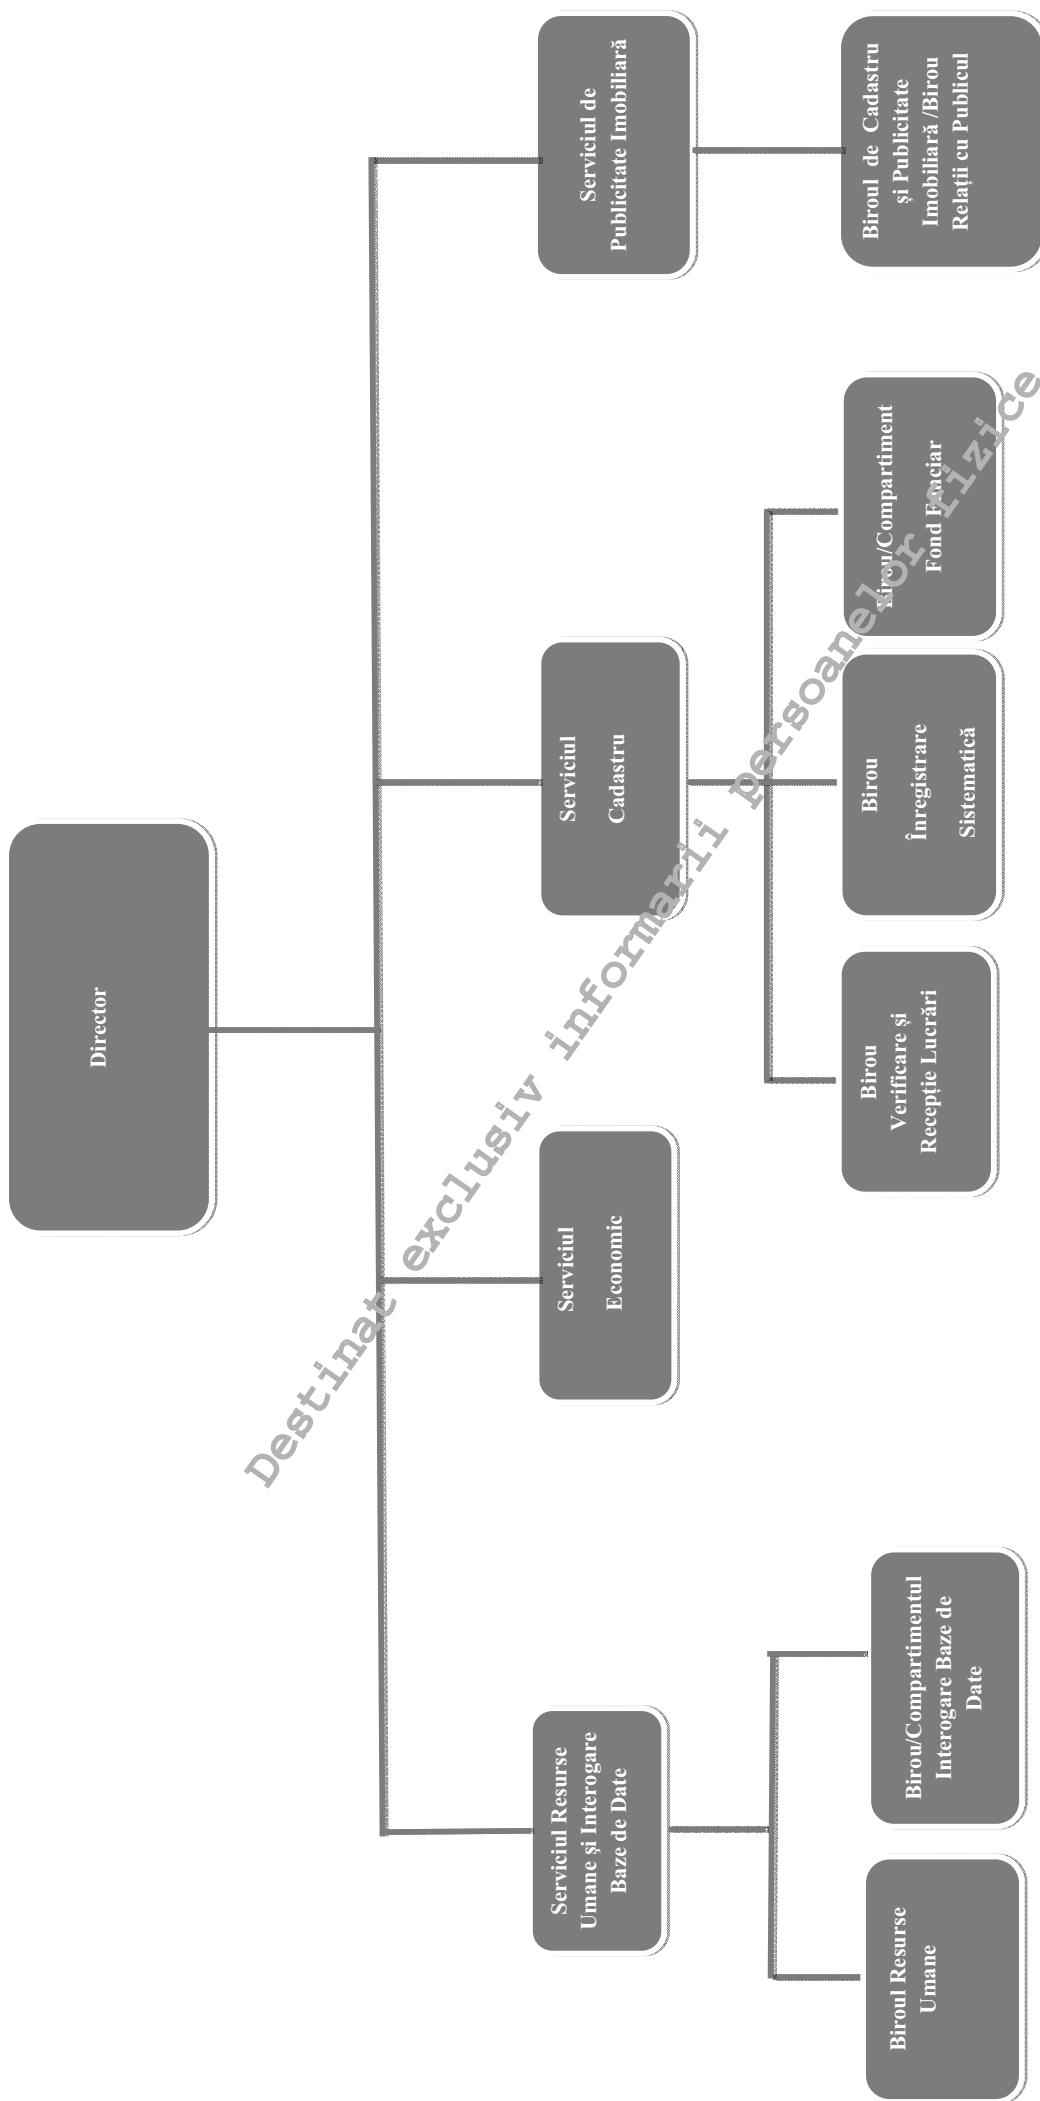 Director
Serviciul Resurse
Umane și Interogare
Baze de Date
Serviciul
Economic
Serviciul
Cadastru
Serviciul de
Publicitate Imobiliară
Biroul Resurse
Umane
Birou/Compartimentul
Interogare Baze de
Date
Birou
Verificare și
Recepție Lucrări
Birou
Înregistrare
Sistematică
Birou/Compartiment
Fond Funciar
Biroul de Cadastru
și Publicitate
Imobiliară /Birou
Relații cu Publicul
Destinat exclusiv informarii persoanelor fizice